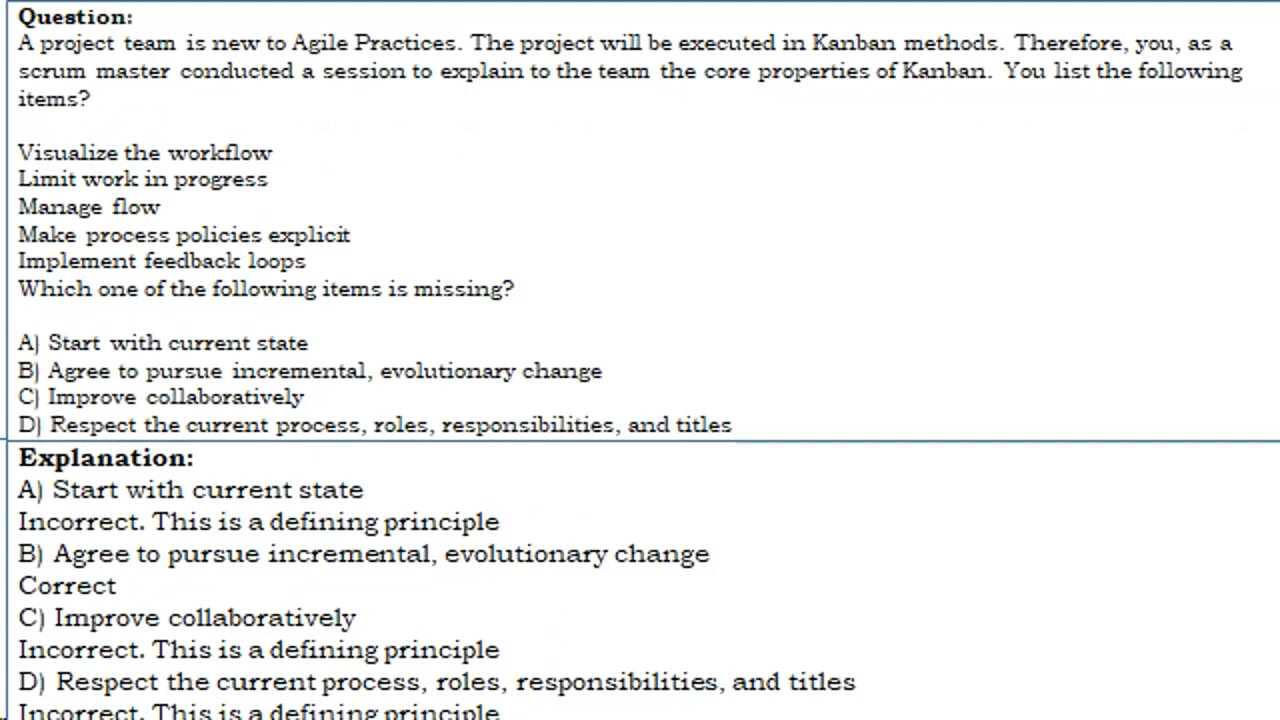 Question:
A project team is new to Agile Practices. The project will be executed in Kanban methods. Therefore, you, as a
scrum master conducted a session to explain to the team the core properties of Kanban. You list the following
items?
Visualize the workflow
Limit work in progress
Manage flow
Make process policies explicit
Implement feedback loops
Which one of the following items is missing?
A) Start with current state
B) Agree to pursue incremental, evolutionary change
C) Improve collaboratively
D) Respect the current process, roles, responsibilities, and titles
Explanation:
A) Start with current state
Incorrect. This is a defining principle
B) Agree to pursue incremental, evolutionary change
Correct
C) Improve collaboratively
Incorrect. This is a defining principle
D) Respect the current process, roles, responsibilities, and titles
Incorrect. This is a defining principle